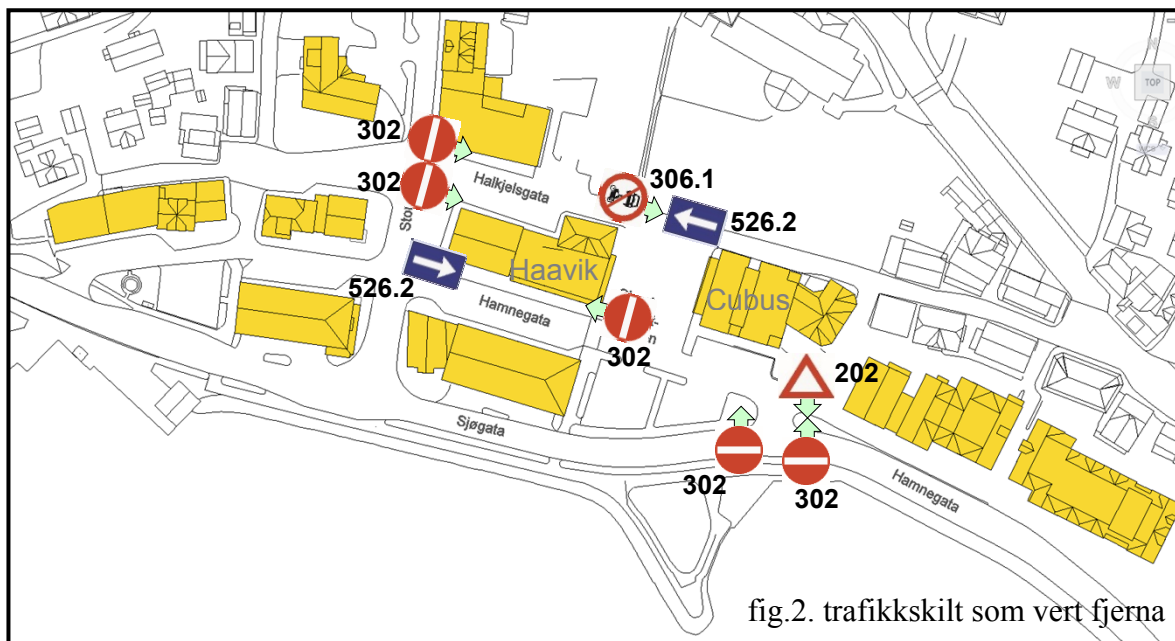 302
302
Halkjelsgata
306.1
526.2
Haavik
526.2
Hamnegata
Cubus
302
202
Sjøgata
302
302
Hamnegata
W
TOP
fig.2. trafikkskilt som vert fjerna